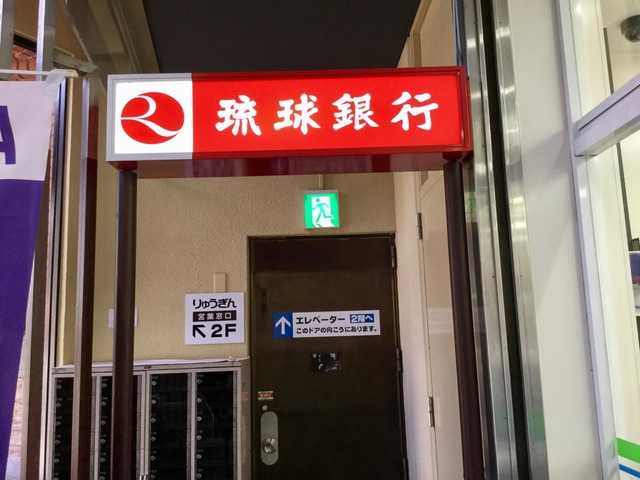 琉球銀行
りゅうぎん
営業窓口
↖2F
↑エレベーター 2階へ
このドアの向こうにあります。
A